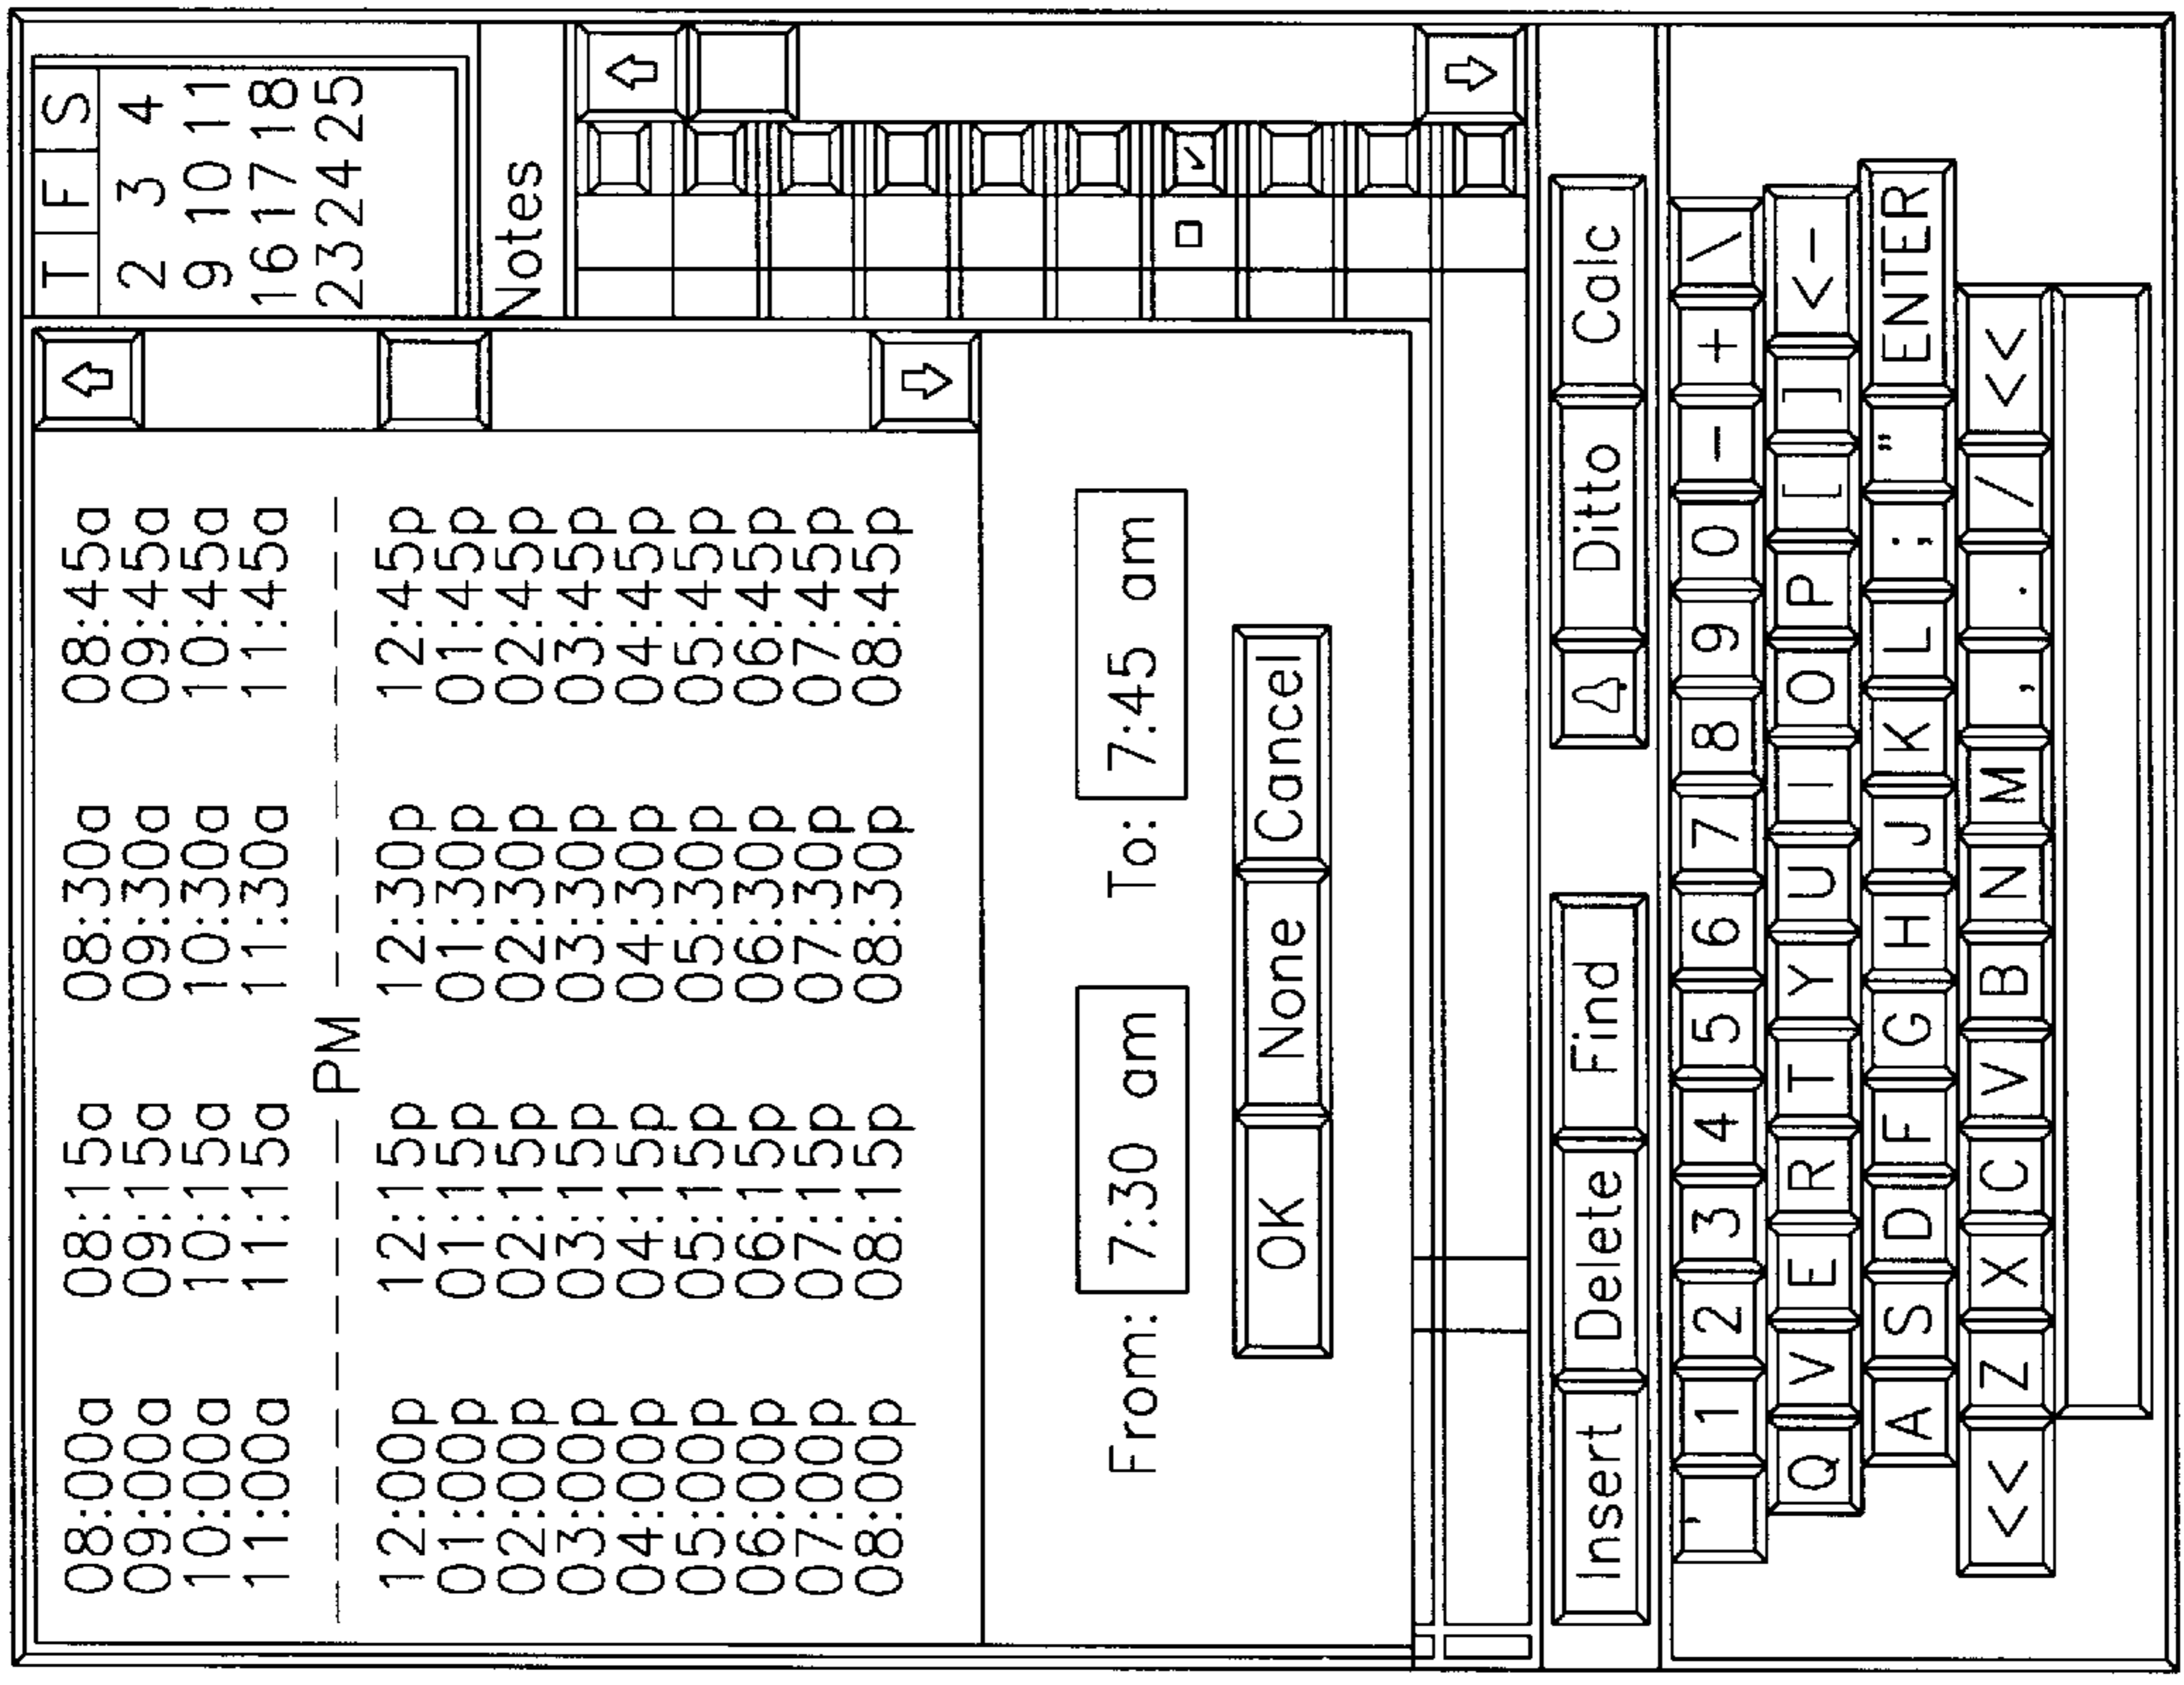 08:00a 08:15a 08:30a 08:45a
09:00a 09:15a 09:30a 09:45a
10:00a 10:15a 10:30a 10:45a
11:00a 11:15a 11:30a 11:45a
PM
12:00p 12:15p 12:30p 12:45p
01:00p 01:15p 01:30p 01:45p
02:00p 02:15p 02:30p 02:45p
03:00p 03:15p 03:30p 03:45p
04:00p 04:15p 04:30p 04:45p
05:00p 05:15p 05:30p 05:45p
06:00p 06:15p 06:30p 06:45p
07:00p 07:15p 07:30p 07:45p
08:00p 08:15p 08:30p 08:45p
From: 7:30 am To: 7:45 am
OK None Cancel
T F S
2 3 4
9 10 11
16 17 18
23 24 25
Notes
Insert Delete Find Ditto Calc
' 1 2 3 4 5 6 7 8 9 0 - + \
Q V E R T Y U I O P [ ] <-
A S D F G H J K L ; " ENTER
<< Z X C V B N M , . / <<